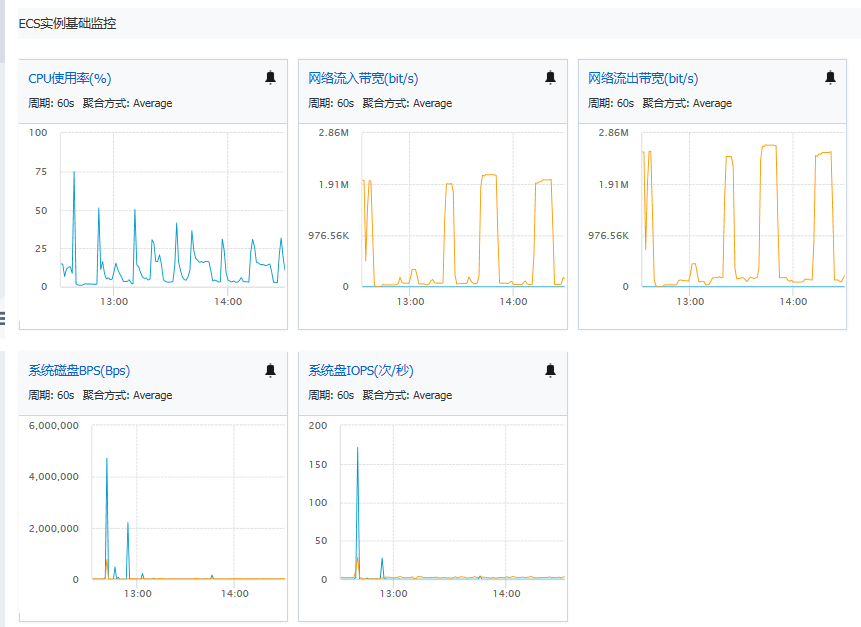 ECS实例基础监控
CPU使用率(%)
周期: 60s 聚合方式: Average
100
75
50
25
0
13:00 14:00
网络流入带宽(bit/s)
周期: 60s 聚合方式: Average
2.86M
1.91M
976.56K
0
13:00 14:00
网络流出带宽(bit/s)
周期: 60s 聚合方式: Average
2.86M
1.91M
976.56K
0
13:00 14:00
系统磁盘BPS(Bps)
周期: 60s 聚合方式: Average
6,000,000
4,000,000
2,000,000
0
13:00 14:00
系统盘IOPS(次/秒)
周期: 60s 聚合方式: Average
200
150
100
50
0
13:00 14:00